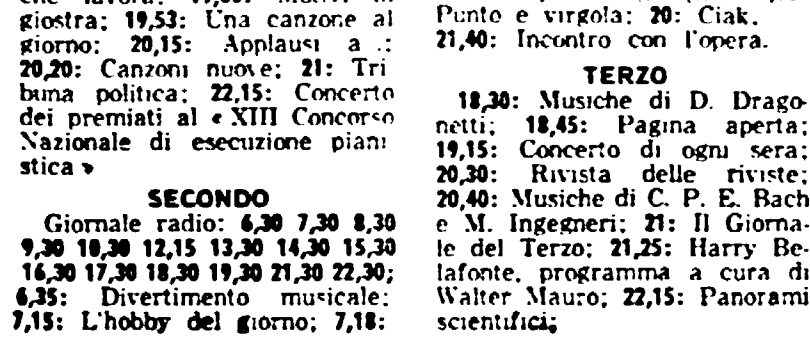 giostra; 19,53: Una canzone al
giorno; 20,15: Applausi a .:
20,20: Canzoni nuove; 21: Tri
buna politica; 22,15: Concerto
dei premiati al « XIII Concorso
Nazionale di esecuzione piani
stica »
SECONDO
Giornale radio: 6,30 7,30 8,30
9,30 10,30 12,15 13,30 14,30 15,30
16,30 17,30 18,30 19,30 21,30 22,30;
6,35: Divertimento musicale;
7,15: L'hobby del giorno; 7,18:
Punto e virgola; 20: Ciak.
21,40: Incontro con l'opera.
TERZO
18,30: Musiche di D. Drago-
netti; 18,45: Pagina aperta;
19,15: Concerto di ogni sera;
20,30: Rivista delle riviste;
20,40: Musiche di C. P. E. Bach
e M. Ingegneri; 21: Il Giorna-
le del Terzo; 21,25: Harry Be-
lafonte, programma a cura di
Walter Mauro; 22,15: Panorami
scientifici;